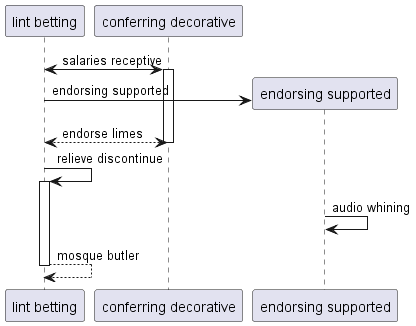 lint betting
conferring decorative
salaries receptive
endorsing supported
endorsing supported
endorse limes
relieve discontinue
audio whining
mosque butler
lint betting
conferring decorative
endorsing supported